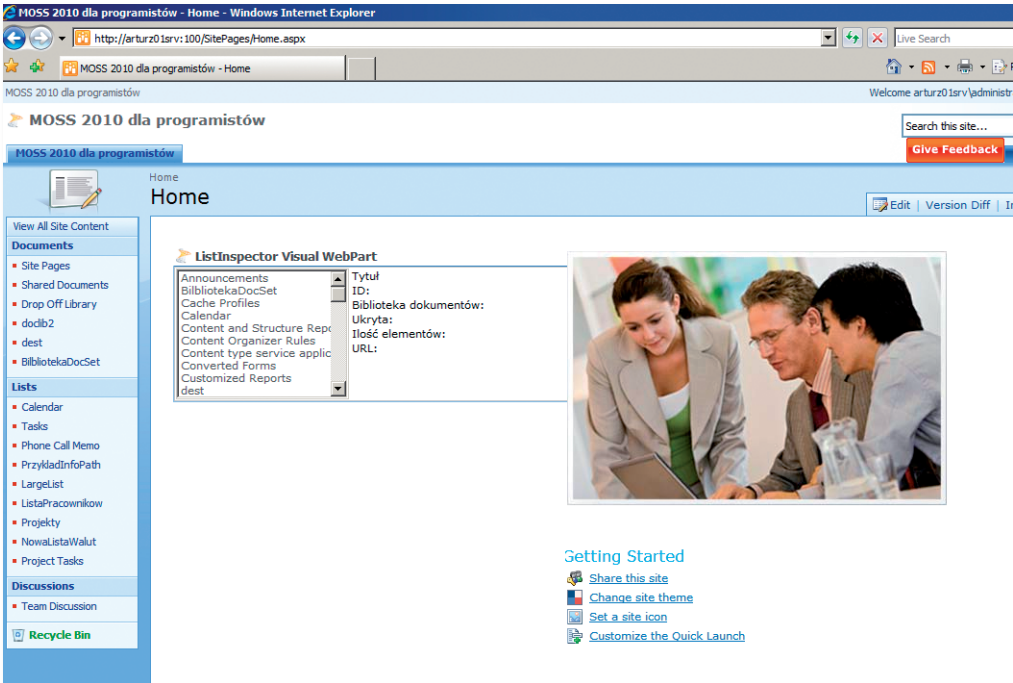 MOSS 2010 dla programistów - Home - Windows Internet Explorer
http://arturz01srv:100/SitePages/Home.aspx
Live Search
MOSS 2010 dla programistów - Home
MOSS 2010 dla programistów
Welcome arturz01srv\administr
MOSS 2010 dla programistów
Search this site...
Give Feedback
MOSS 2010 dla programistów
Home
Home
Edit | Version Diff | I
View All Site Content
Documents
Site Pages
Shared Documents
Drop Off Library
doclib2
dest
BilbliotekaDocSet
Lists
Calendar
Tasks
Phone Call Memo
PrzykladInfoPath
LargeList
ListaPracownikow
Projekty
NowaListaWalut
Project Tasks
Discussions
Team Discussion
Recycle Bin
ListInspector Visual WebPart
Announcements
BilbliotekaDocSet
Cache Profiles
Calendar
Content and Structure Repo
Content Organizer Rules
Content type service applic
Converted Forms
Customized Reports
dest
Tytuł
ID:
Biblioteka dokumentów:
Ukryta:
Ilość elementów:
URL:
Getting Started
Share this site
Change site theme
Set a site icon
Customize the Quick Launch